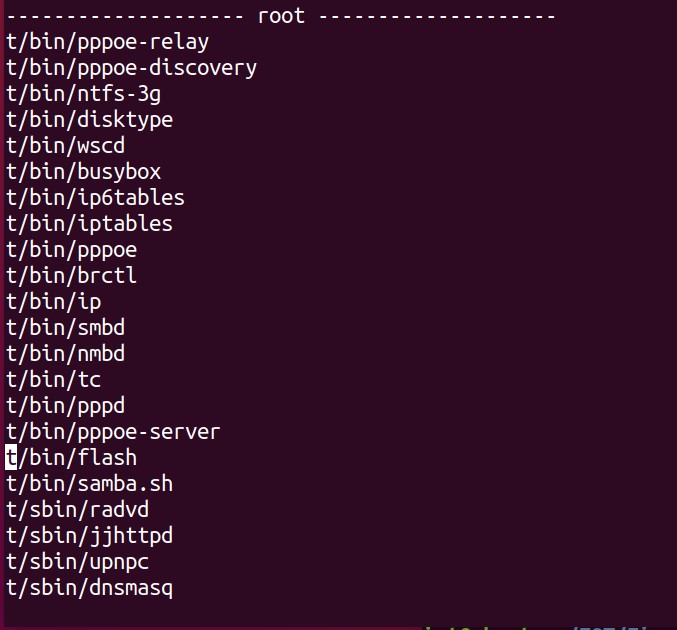 -------------------- root --------------------
t/bin/pppoe-relay
t/bin/pppoe-discovery
t/bin/ntfs-3g
t/bin/disktype
t/bin/wscd
t/bin/busybox
t/bin/ip6tables
t/bin/iptables
t/bin/pppoe
t/bin/brctl
t/bin/ip
t/bin/smbd
t/bin/nmbd
t/bin/tc
t/bin/pppd
t/bin/pppoe-server
t/bin/flash
t/bin/samba.sh
t/sbin/radvd
t/sbin/jjhttpd
t/sbin/upnpc
t/sbin/dnsmasq